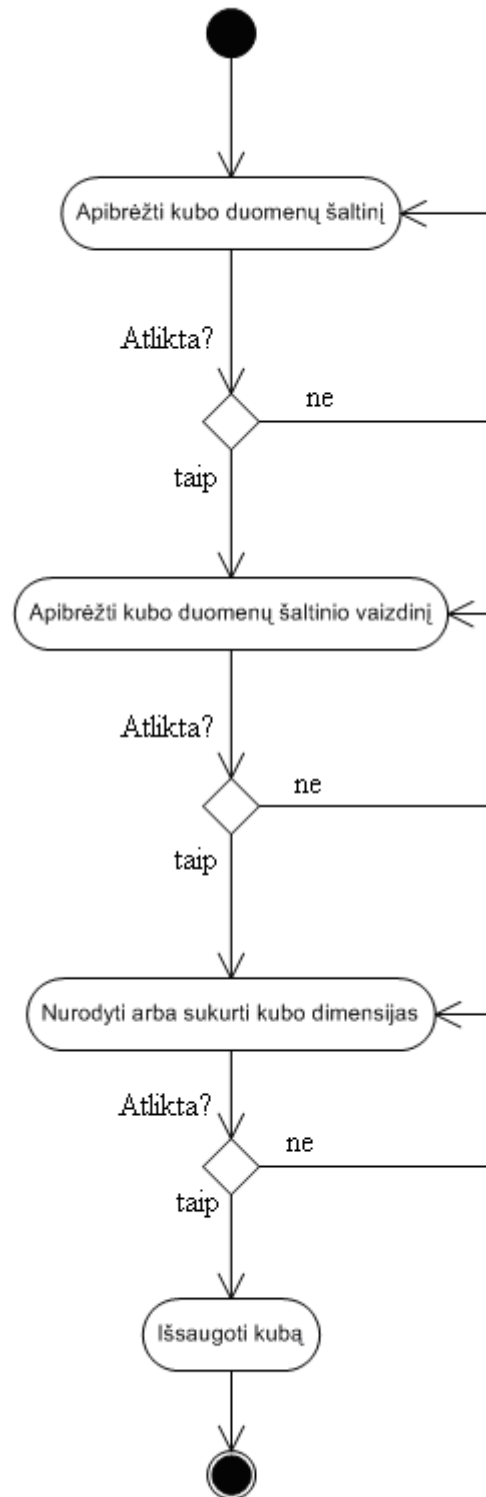 Apibrėžti kubo duomenų šaltinį
Atlikta?
ne
taip
Apibrėžti kubo duomenų šaltinio vaizdinį
Atlikta?
ne
taip
Nurodyti arba sukurti kubo dimensijas
Atlikta?
ne
taip
Išsaugoti kubą